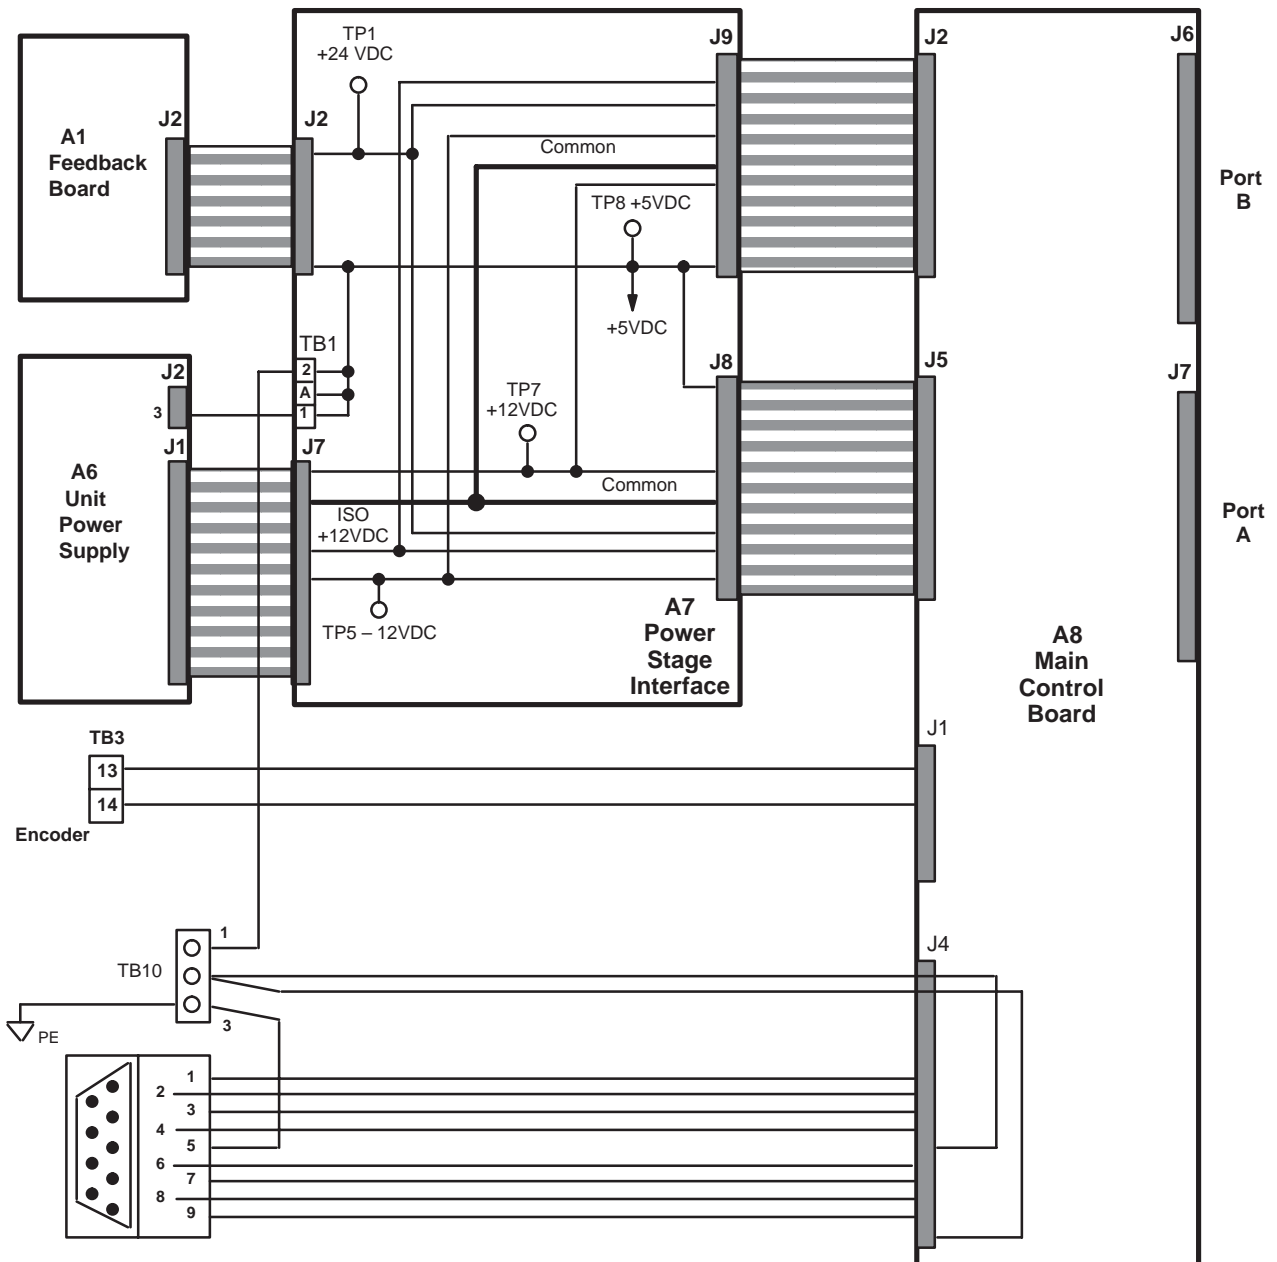 TP1
+24 VDC
J9
J2
J6
A1
Feedback
Board
J2
J2
Common
Port
B
TP8 +5VDC
+5VDC
TB1
2
A
1
J8
J5
J7
A6
Unit
Power
Supply
J2
3
J1
J7
TP7
+12VDC
Common
ISO
+12VDC
TP5 – 12VDC
Port
A
A7
Power
Stage
Interface
A8
Main
Control
Board
TB3
13
14
Encoder
J1
J4
TB10
1
3
PE
1
2
3
4
5
6
7
8
9